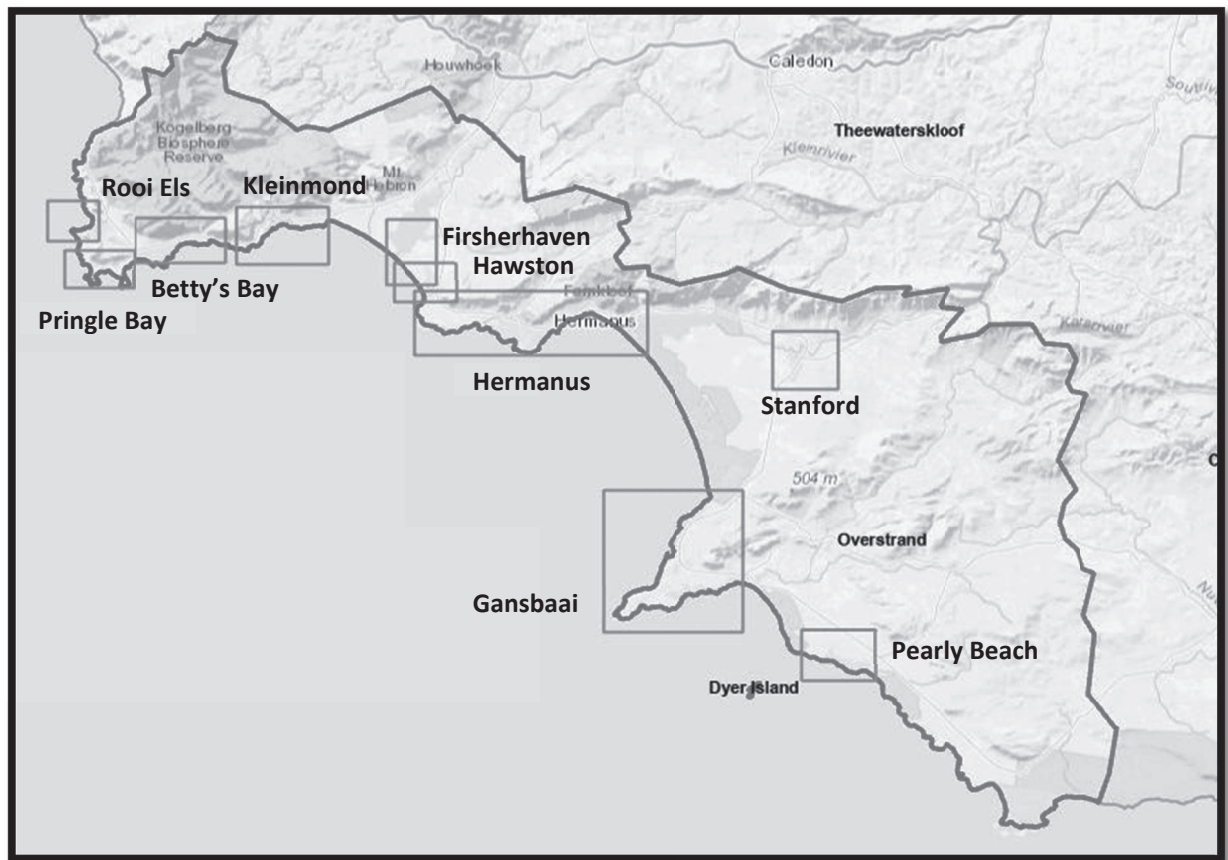 Houwhoek
Caledon
Theewaterskloof
Kleinrivier
Kogelberg
Biosphere
Reserve
Mt
Hebron
Rooi Els
Kleinmond
Firsherhaven
Hawston
Betty's Bay
Pringle Bay
Hermanus
Hermanus
Stanford
504 m
Overstrand
Gansbaai
Pearly Beach
Dyer Island